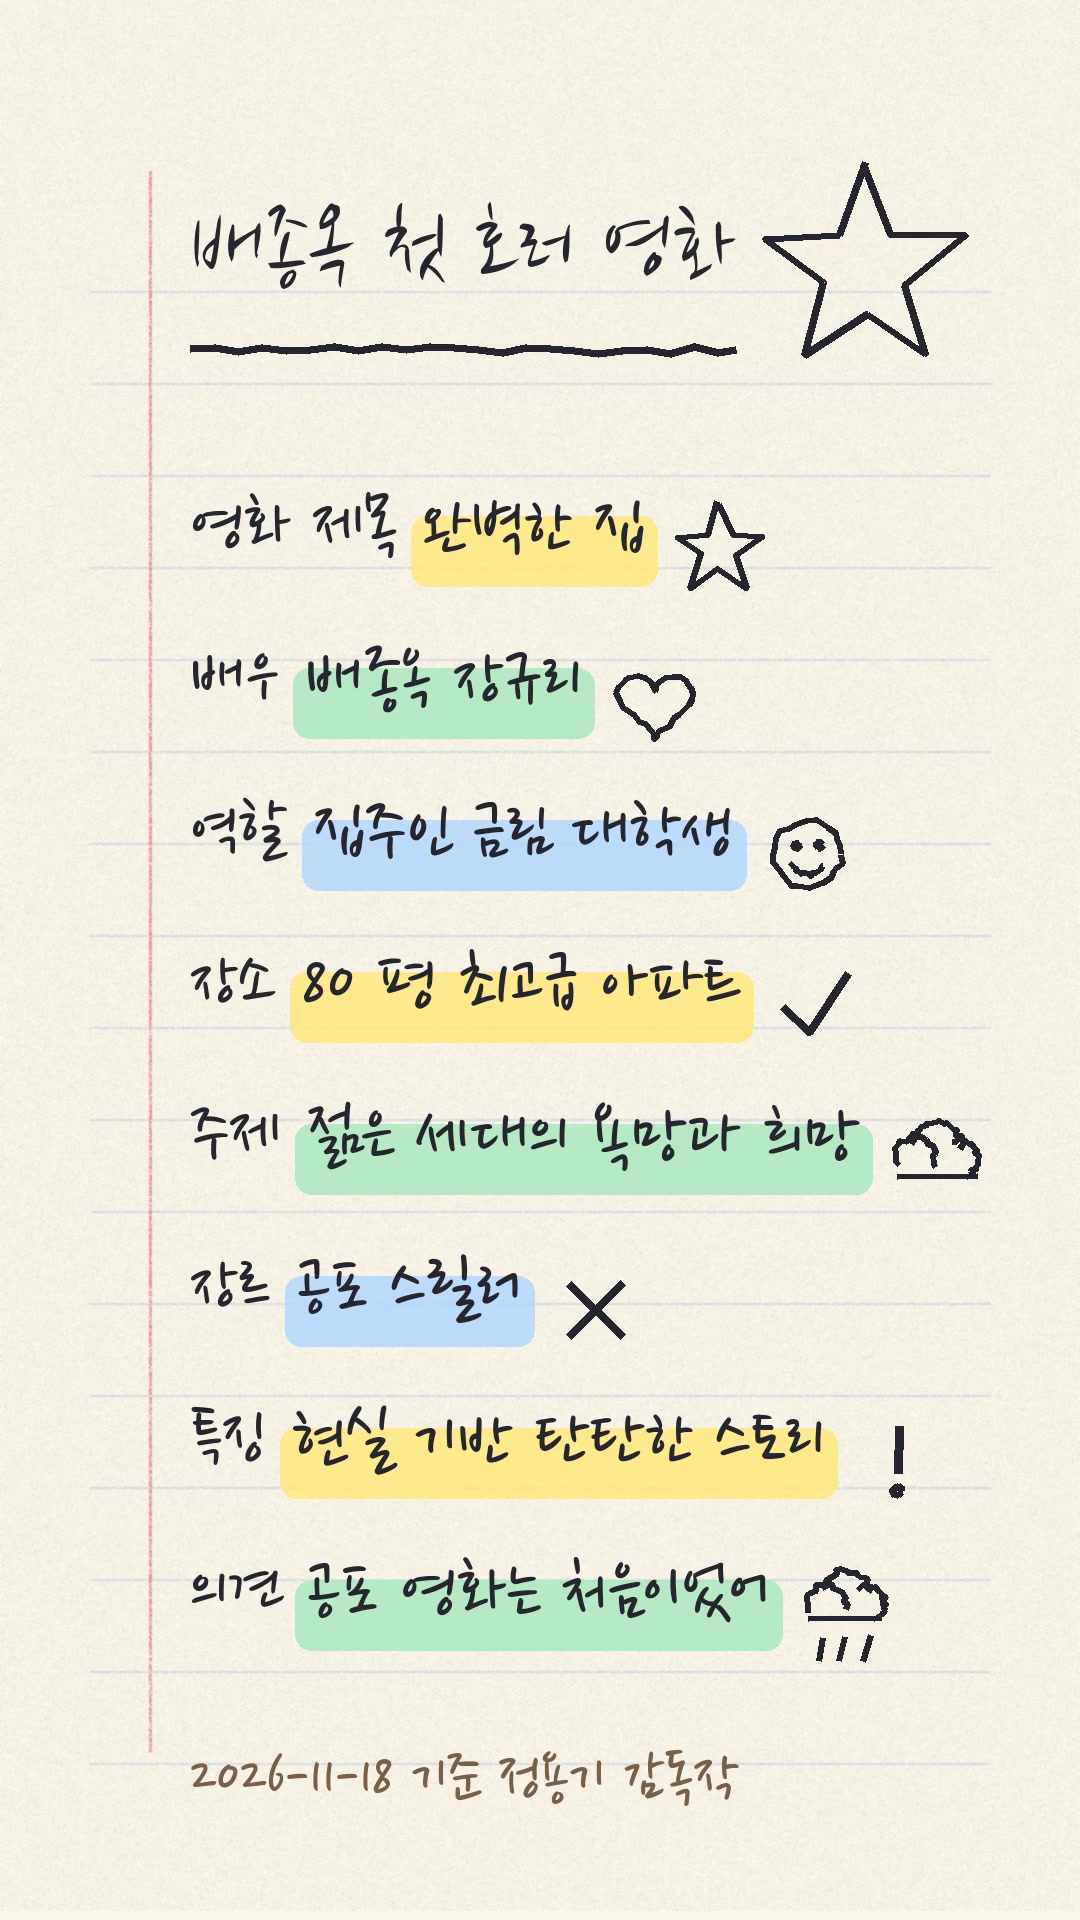 배종옥 첫 호러 영화
영화 제목 완벽한 집
배우 배종옥 장규리
역할 집주인 금림 대학생
장소 80 평 최고급 아파트
주제 젊은 세대의 욕망과 희망
장르 공포 스릴러
특징 현실 기반 탄탄한 스토리
의견 공포 영화는 처음이었어
2026-11-18 기준 정용기 감독작